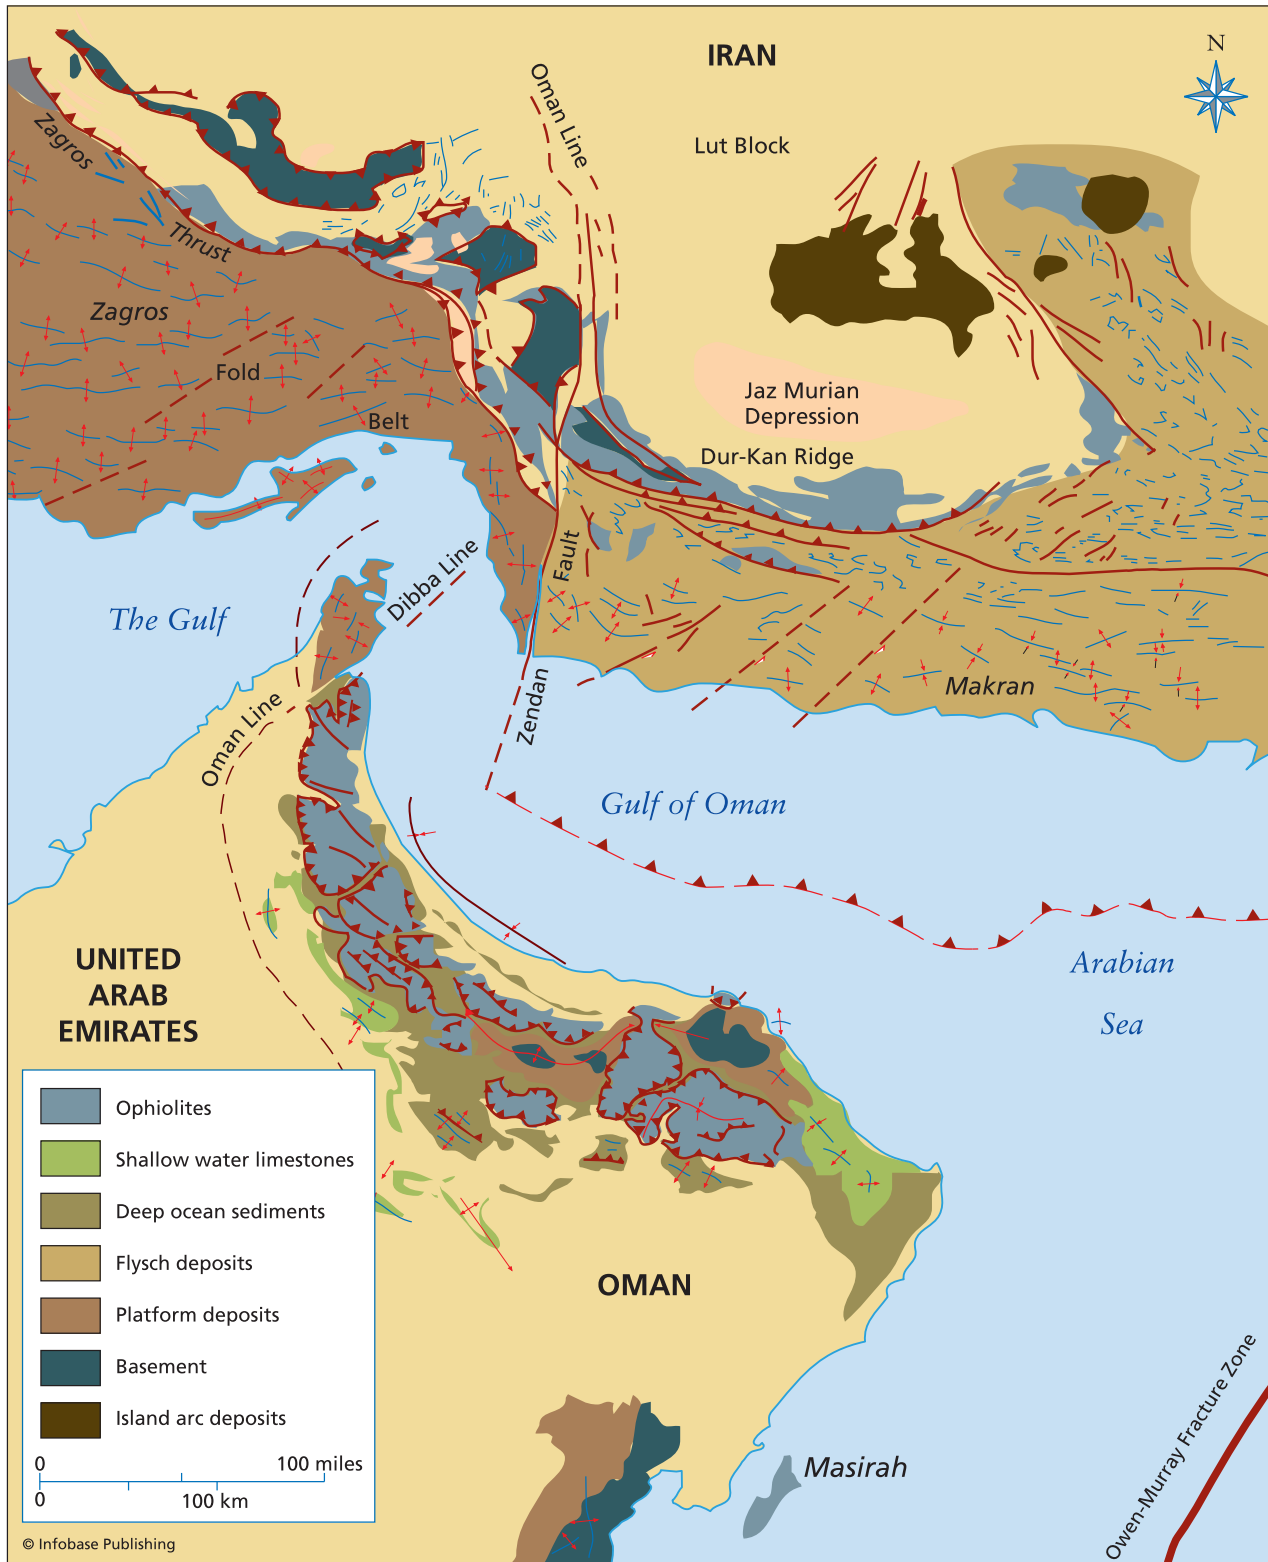 IRAN
N
Oman Line
Lut Block
Zagros
Thrust
Zagros
Fold
Belt
Jaz Murian
Depression
Dur-Kan Ridge
Fault
Dibba Line
The Gulf
Makran
Zendan
Oman Line
Gulf of Oman
UNITED
ARAB
EMIRATES
Arabian
Sea
Ophiolites
Shallow water limestones
Deep ocean sediments
Flysch deposits
Platform deposits
Basement
Island arc deposits
0
100 miles
0
100 km
OMAN
Masirah
Owen-Murray Fracture Zone
© Infobase Publishing